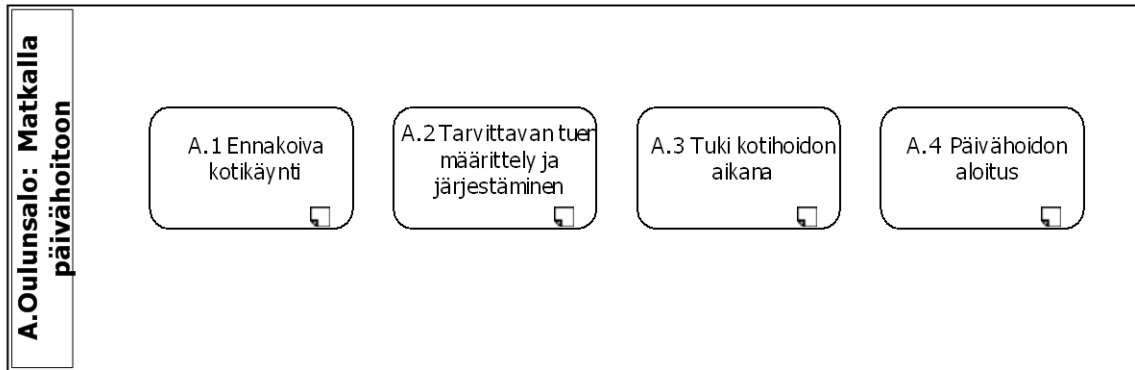 A.Oulunsalo: Matkalla
päivähoitoon
A.1 Ennakoiva
kotikäynti
A.2 Tarvittavan tuen
määrittely ja
järjestäminen
A.3 Tuki kotihoidon
aikana
A.4 Päivähoidon
aloitus